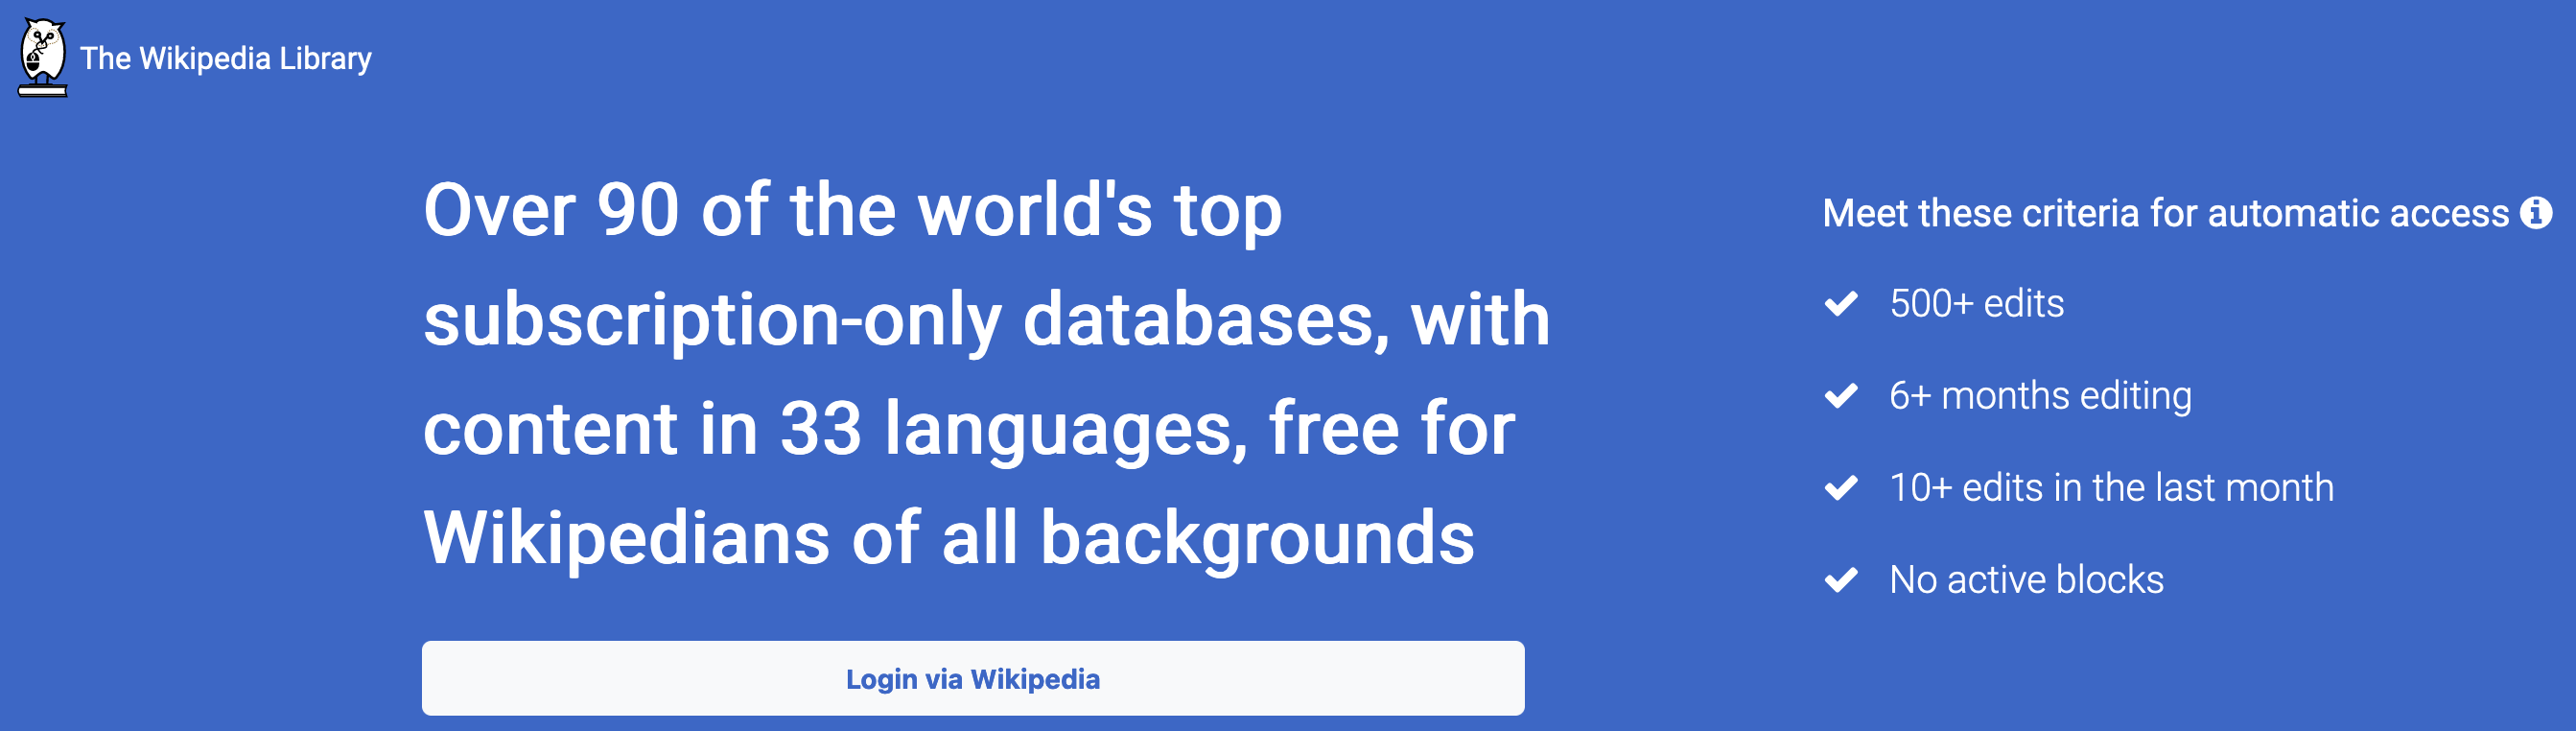 The Wikipedia Library
Over 90 of the world's top
subscription-only databases, with
content in 33 languages, free for
Wikipedians of all backgrounds
Login via Wikipedia
Meet these criteria for automatic access
500+ edits
6+ months editing
10+ edits in the last month
No active blocks